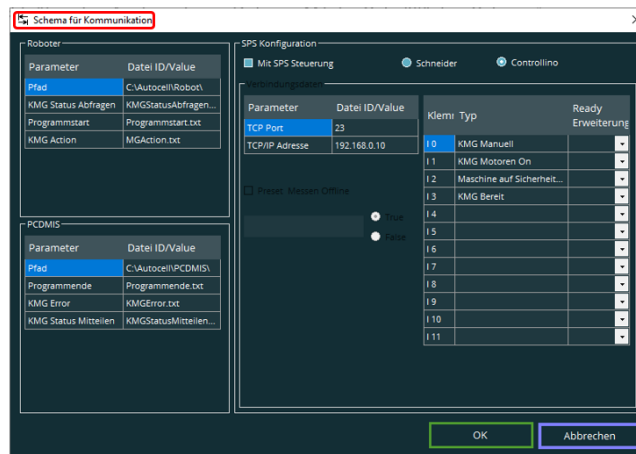 Schema für Kommunikation
Roboter
Parameter Datei ID/Value
Pfad C:\Autocell\Robot\
KMG Status Abfragen KMGStatusAbfragen...
Programmstart Programmstart.txt
KMG Action MGAction.txt
PCDMIS
Parameter Datei ID/Value
Pfad C:\Autocell\PCDMIS\
Programmende Programmende.txt
KMG Error KMGError.txt
KMG Status Mitteilen KMGStatusMitteilen...
SPS Konfiguration
Mit SPS Steuerung Schneider Controllino
Verbindungsdaten
Parameter Datei ID/Value
TCP Port 23
TCP/IP Adresse 192.168.0.10
Preset Messen Offline
True
False
Klemı Typ Ready Erweiterung
I 0 KMG Manuell
I 1 KMG Motoren On
I 2 Maschine auf Sicherheit...
I 3 KMG Bereit
I 4
I 5
I 6
I 7
I 8
I 9
I 10
I 11
OK Abbrechen